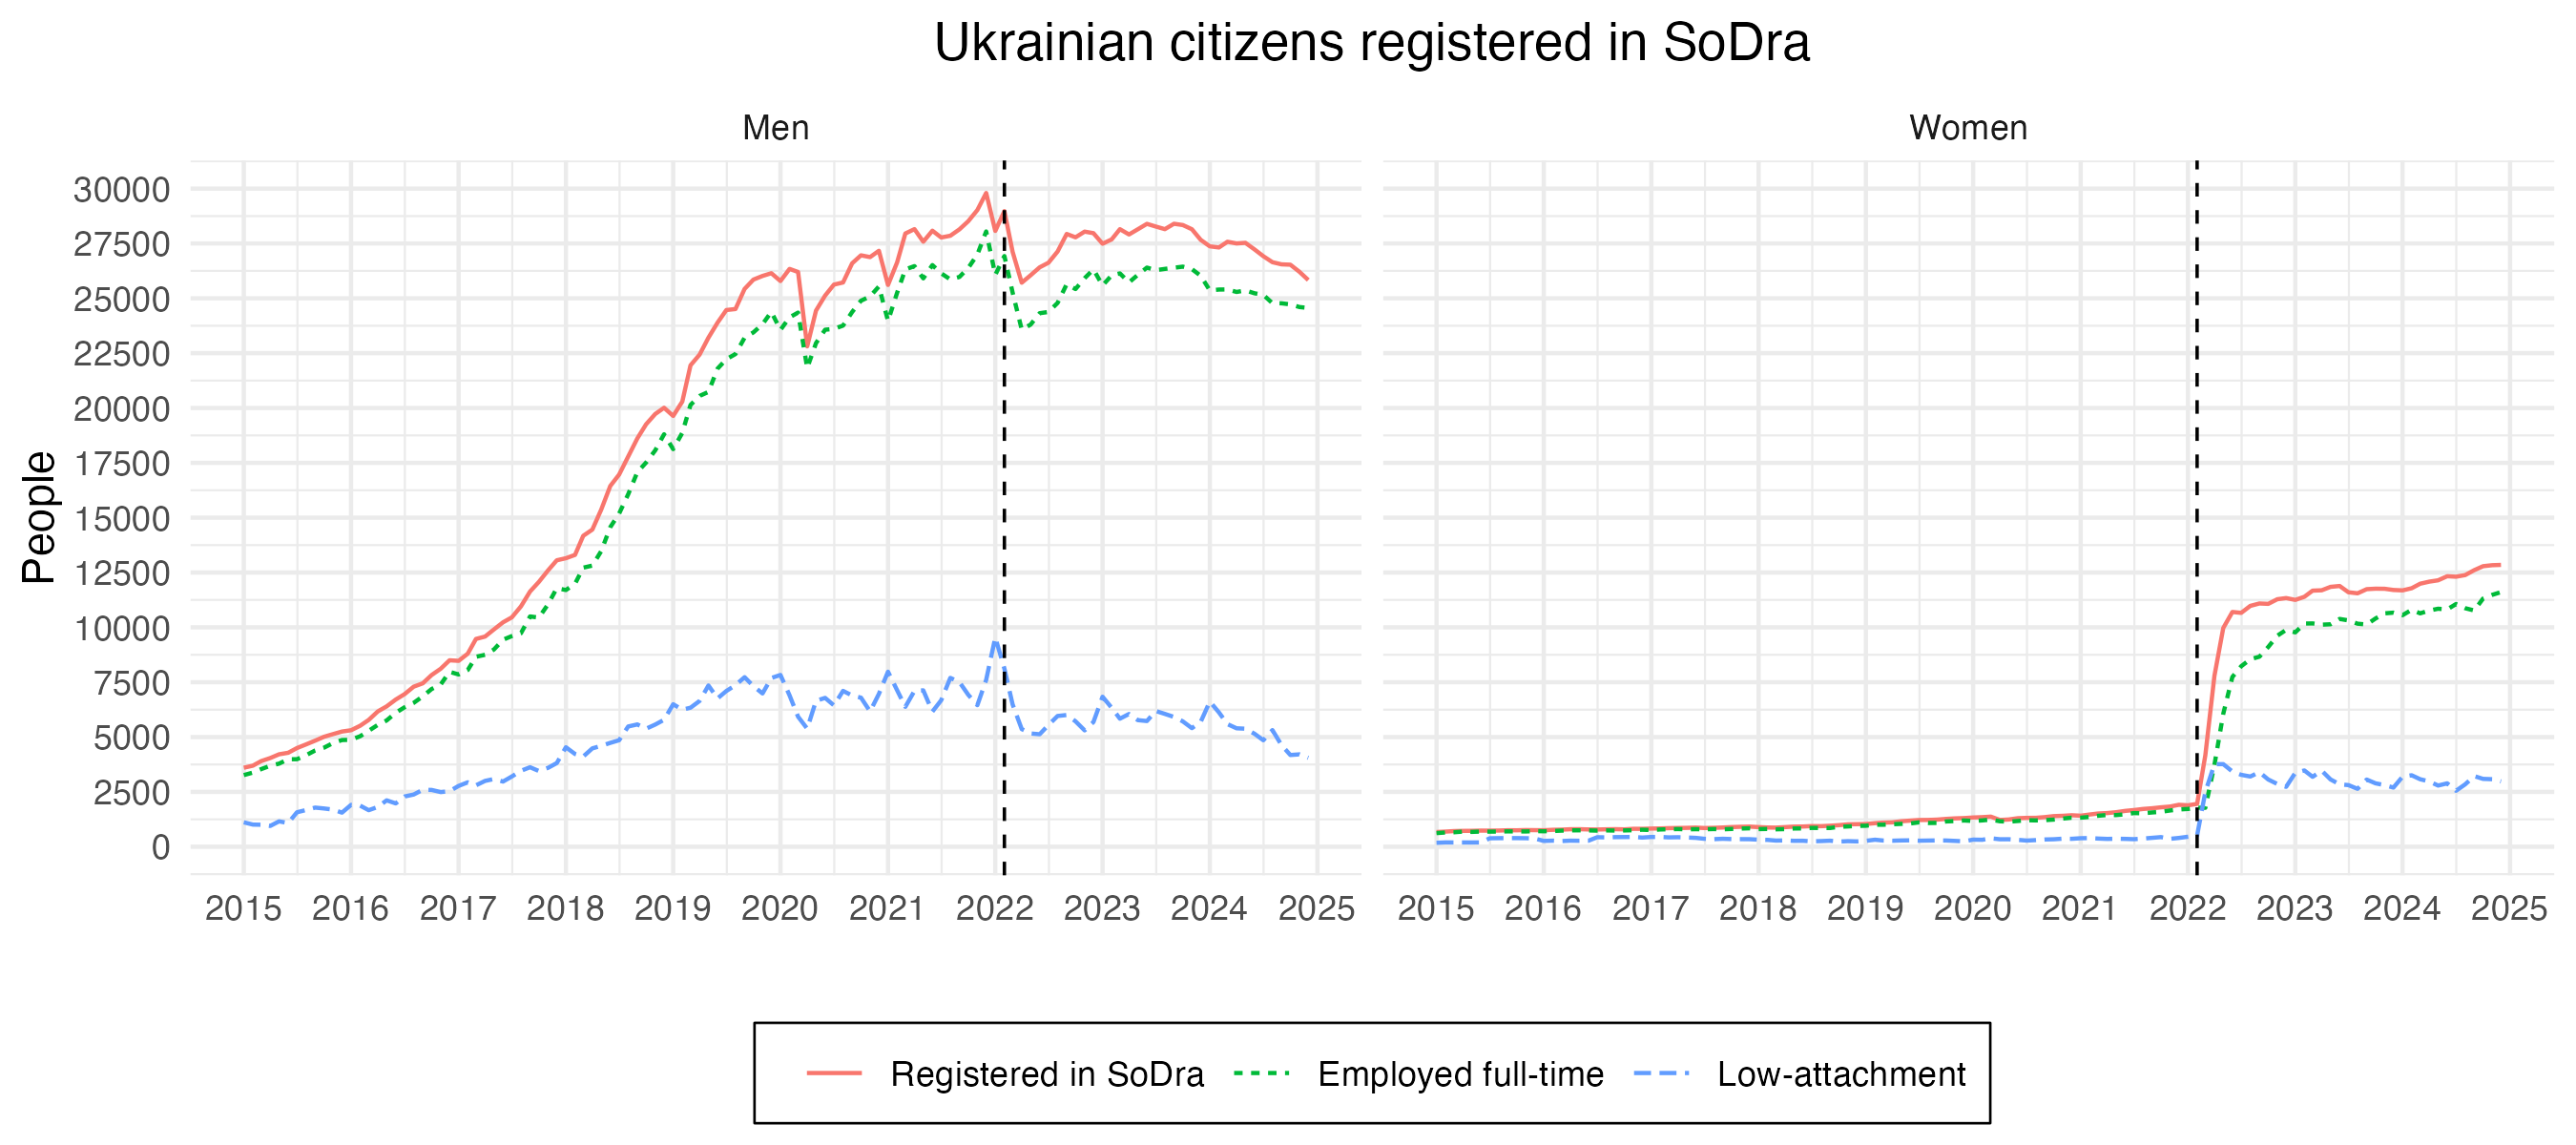 Ukrainian citizens registered in SoDra
Men
Women
People
30000
27500
25000
22500
20000
17500
15000
12500
10000
7500
5000
2500
0
2015 2016 2017 2018 2019 2020 2021 2022 2023 2024 2025
2015 2016 2017 2018 2019 2020 2021 2022 2023 2024 2025
Registered in SoDra Employed full-time Low-attachment